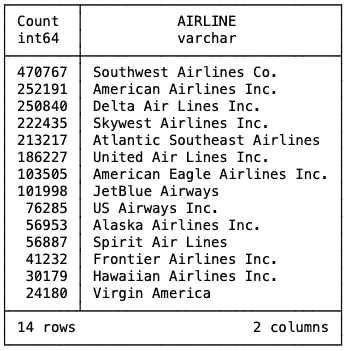 Count AIRLINE
int64 varchar
470767 Southwest Airlines Co.
252191 American Airlines Inc.
250840 Delta Air Lines Inc.
222435 Skywest Airlines Inc.
213217 Atlantic Southeast Airlines
186227 United Air Lines Inc.
103505 American Eagle Airlines Inc.
101998 JetBlue Airways
76285 US Airways Inc.
56953 Alaska Airlines Inc.
56887 Spirit Air Lines
41232 Frontier Airlines Inc.
30179 Hawaiian Airlines Inc.
24180 Virgin America
14 rows 2 columns